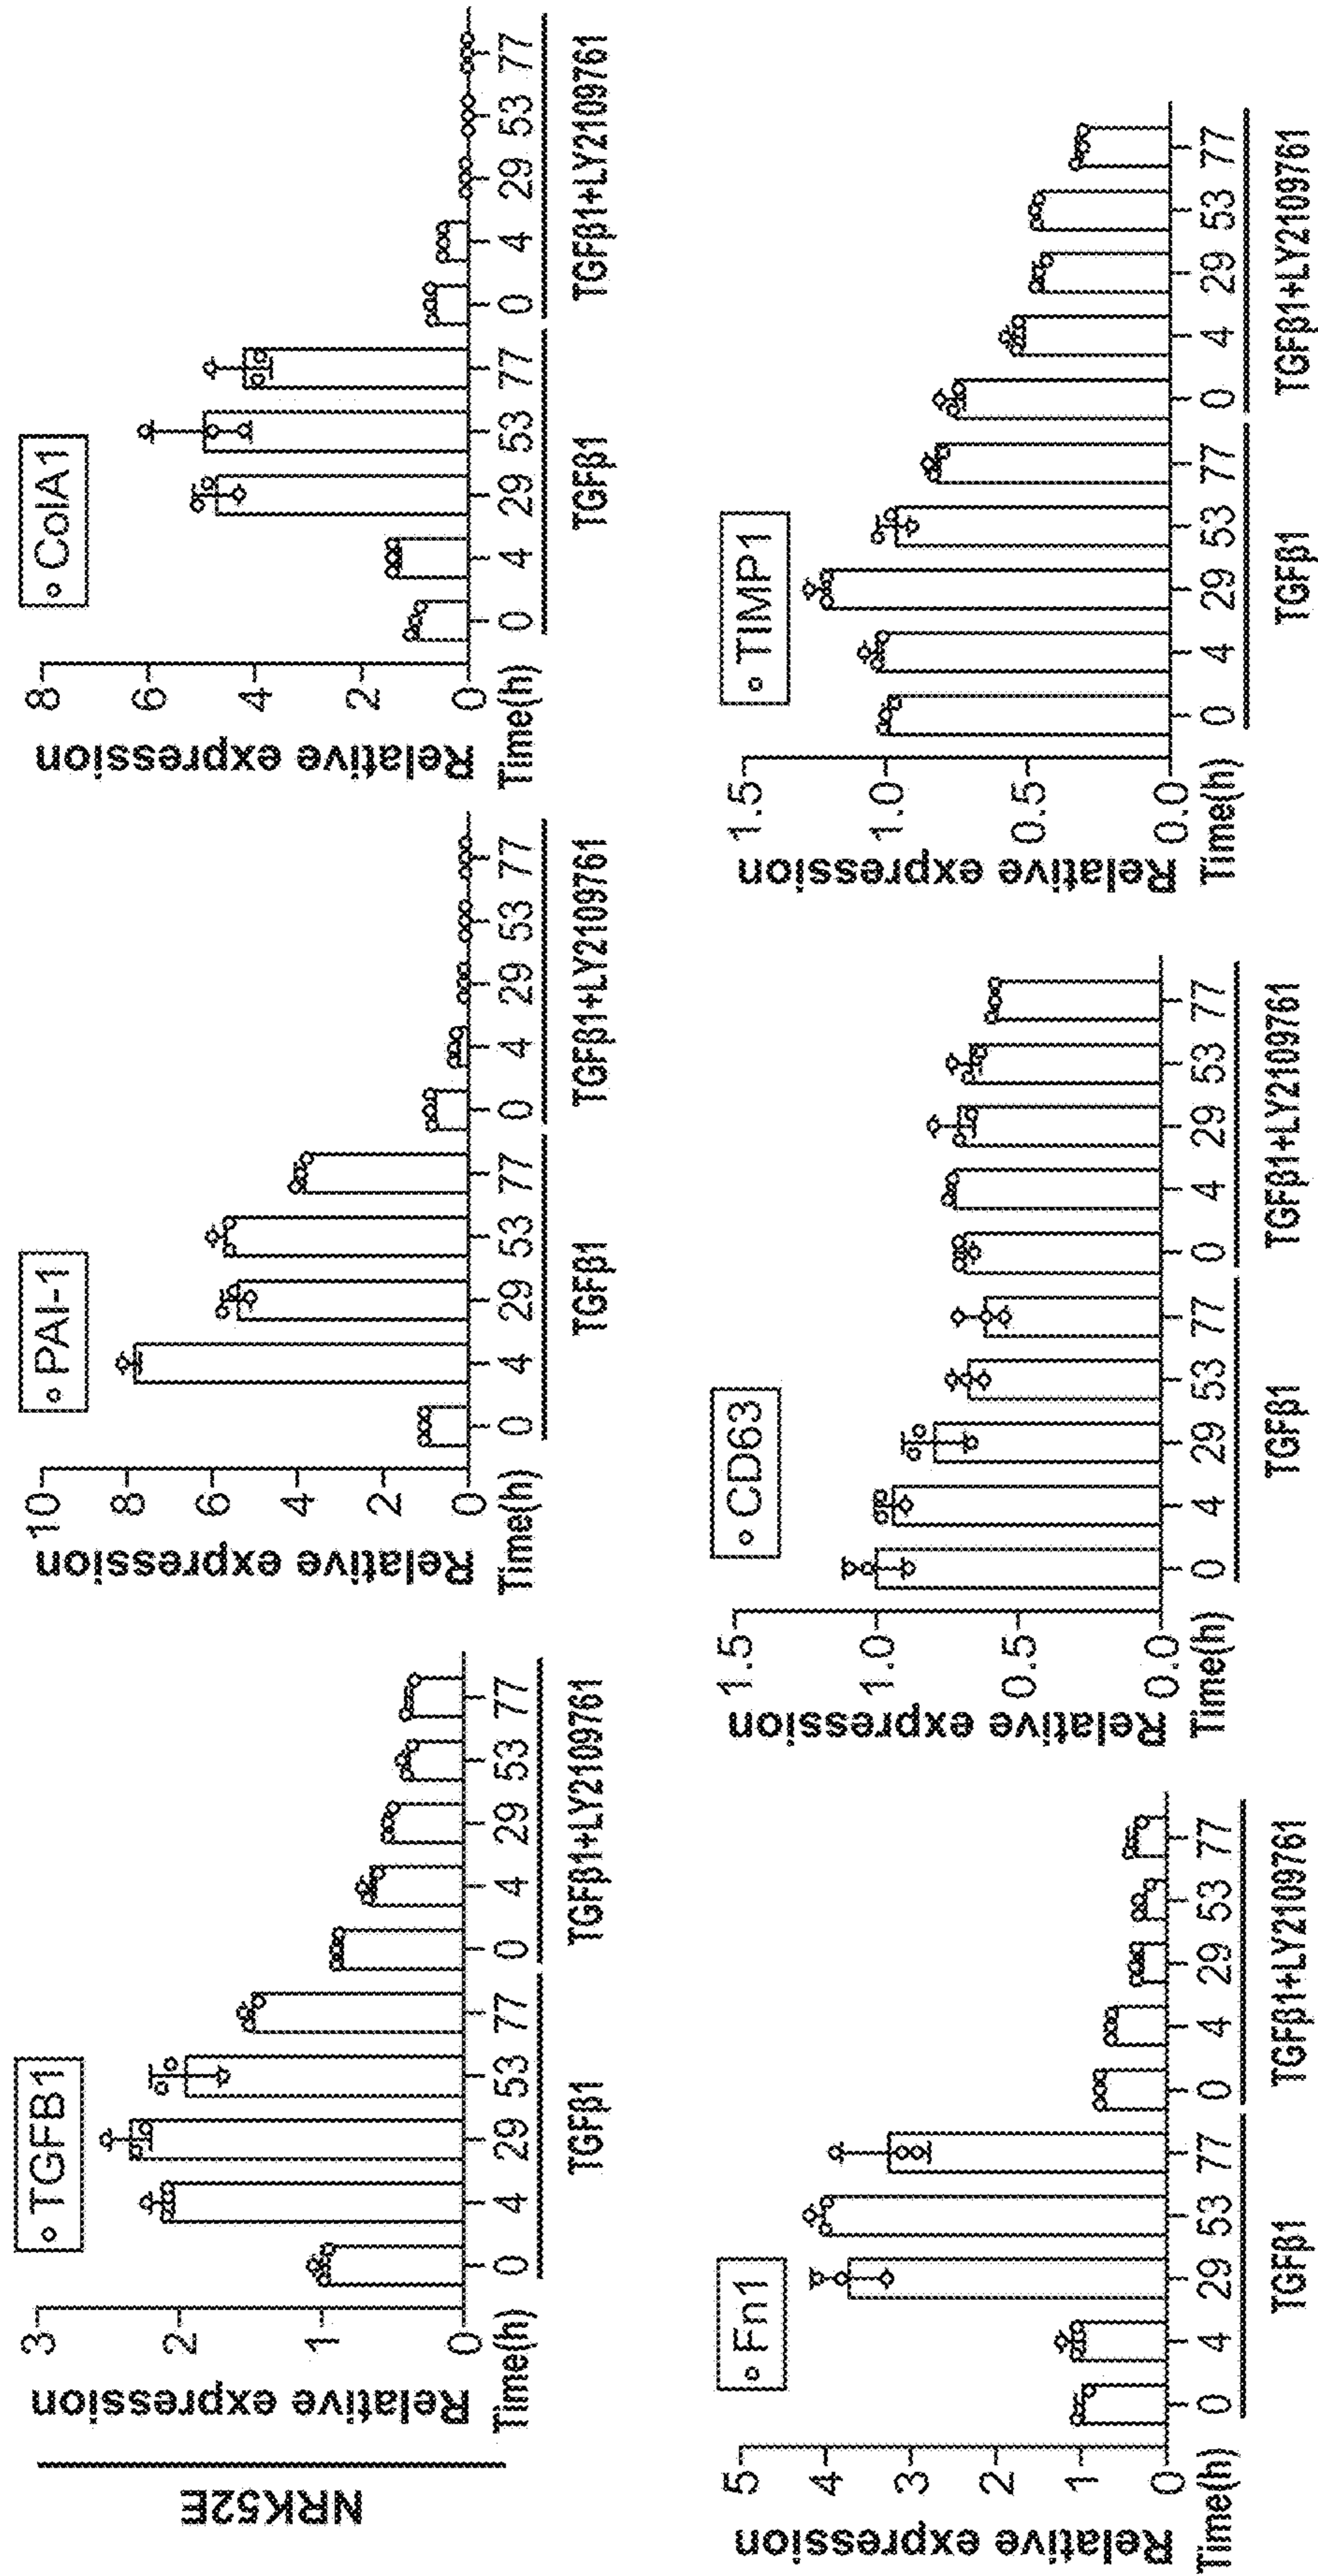 NRK52E
TGFB1
Relative expression
3
2
1
0
Time(h)
0 4 29 53 77 0 4 29 53 77
TGFβ1 TGFβ1+LY2109761
PAI-1
Relative expression
10
8
6
4
2
0
Time(h)
0 4 29 53 77 0 4 29 53 77
TGFβ1 TGFβ1+LY2109761
ColA1
Relative expression
8
6
4
2
0
Time(h)
0 4 29 53 77 0 4 29 53 77
TGFβ1 TGFβ1+LY2109761
Fn1
Relative expression
5
4
3
2
1
0
Time(h)
0 4 29 53 77 0 4 29 53 77
TGFβ1 TGFβ1+LY2109761
CD63
Relative expression
1.5
1.0
0.5
0.0
Time(h)
0 4 29 53 77 0 4 29 53 77
TGFβ1 TGFβ1+LY2109761
TIMP1
Relative expression
1.5
1.0
0.5
0.0
Time(h)
0 4 29 53 77 0 4 29 53 77
TGFβ1 TGFβ1+LY2109761